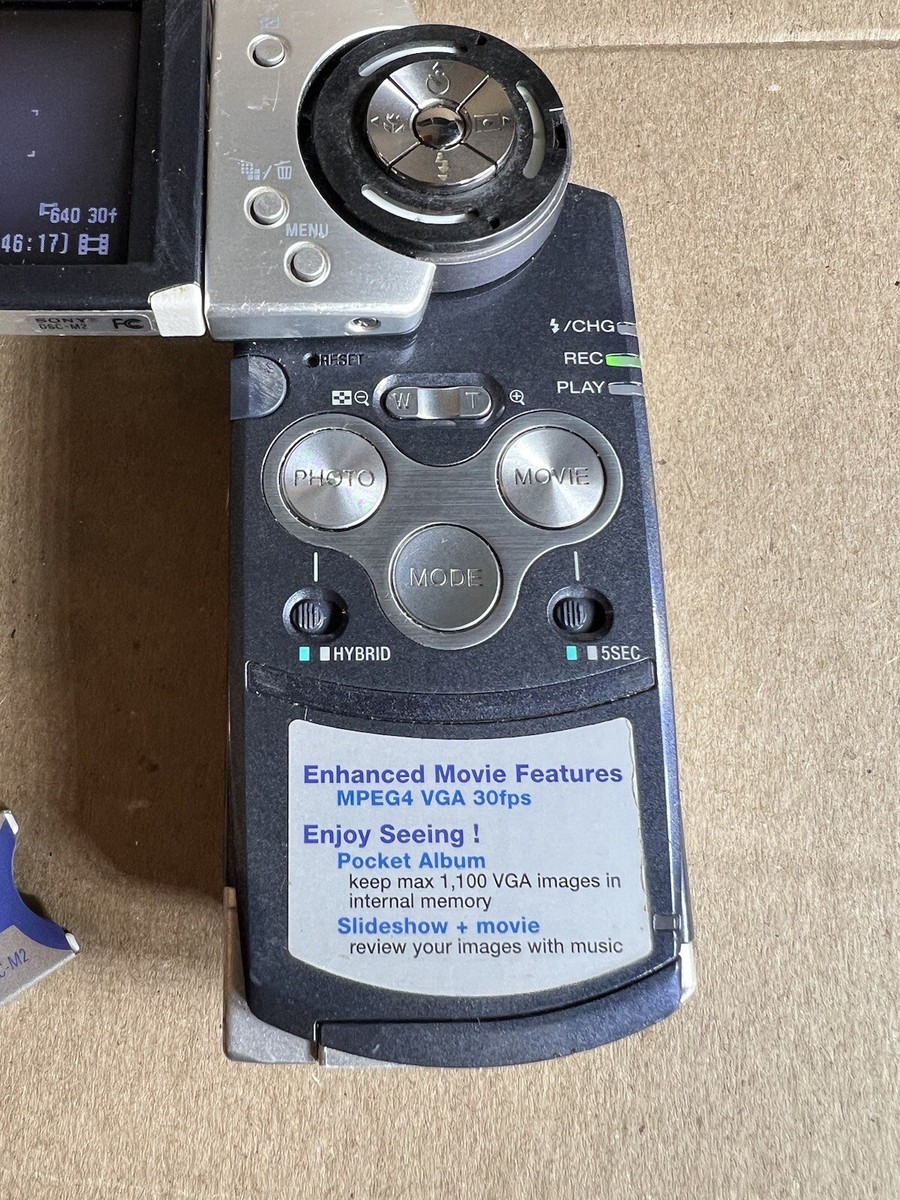 640 30f
46:17]
MENU
SONY
DSC-M2 FC
/CHG
RESET
REC
PLAY
W T
PHOTO
MOVIE
MODE
HYBRID
5SEC
Enhanced Movie Features
MPEG4 VGA 30fps
Enjoy Seeing !
Pocket Album
keep max 1,100 VGA images in
internal memory
Slideshow + movie
review your images with music
C-M2